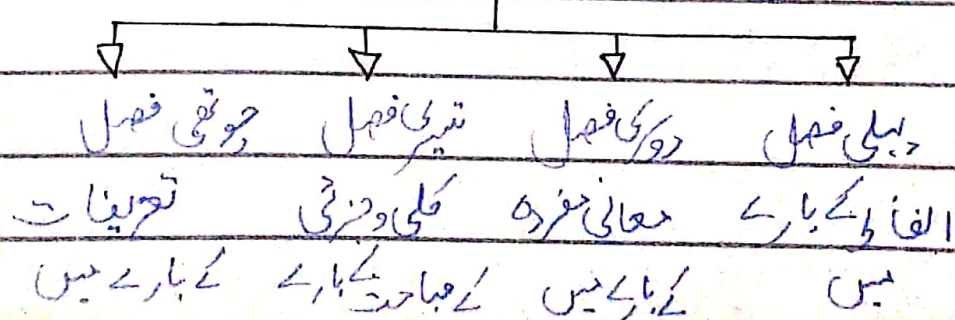 پہلی فصل دوسری فصل تیسری فصل چوتھی فصل
الفاظ کے بارے معانی مفردہ کلی و جزئی تعریفات
میں کے بارے میں کے مباحث کے بارے کے بارے میں